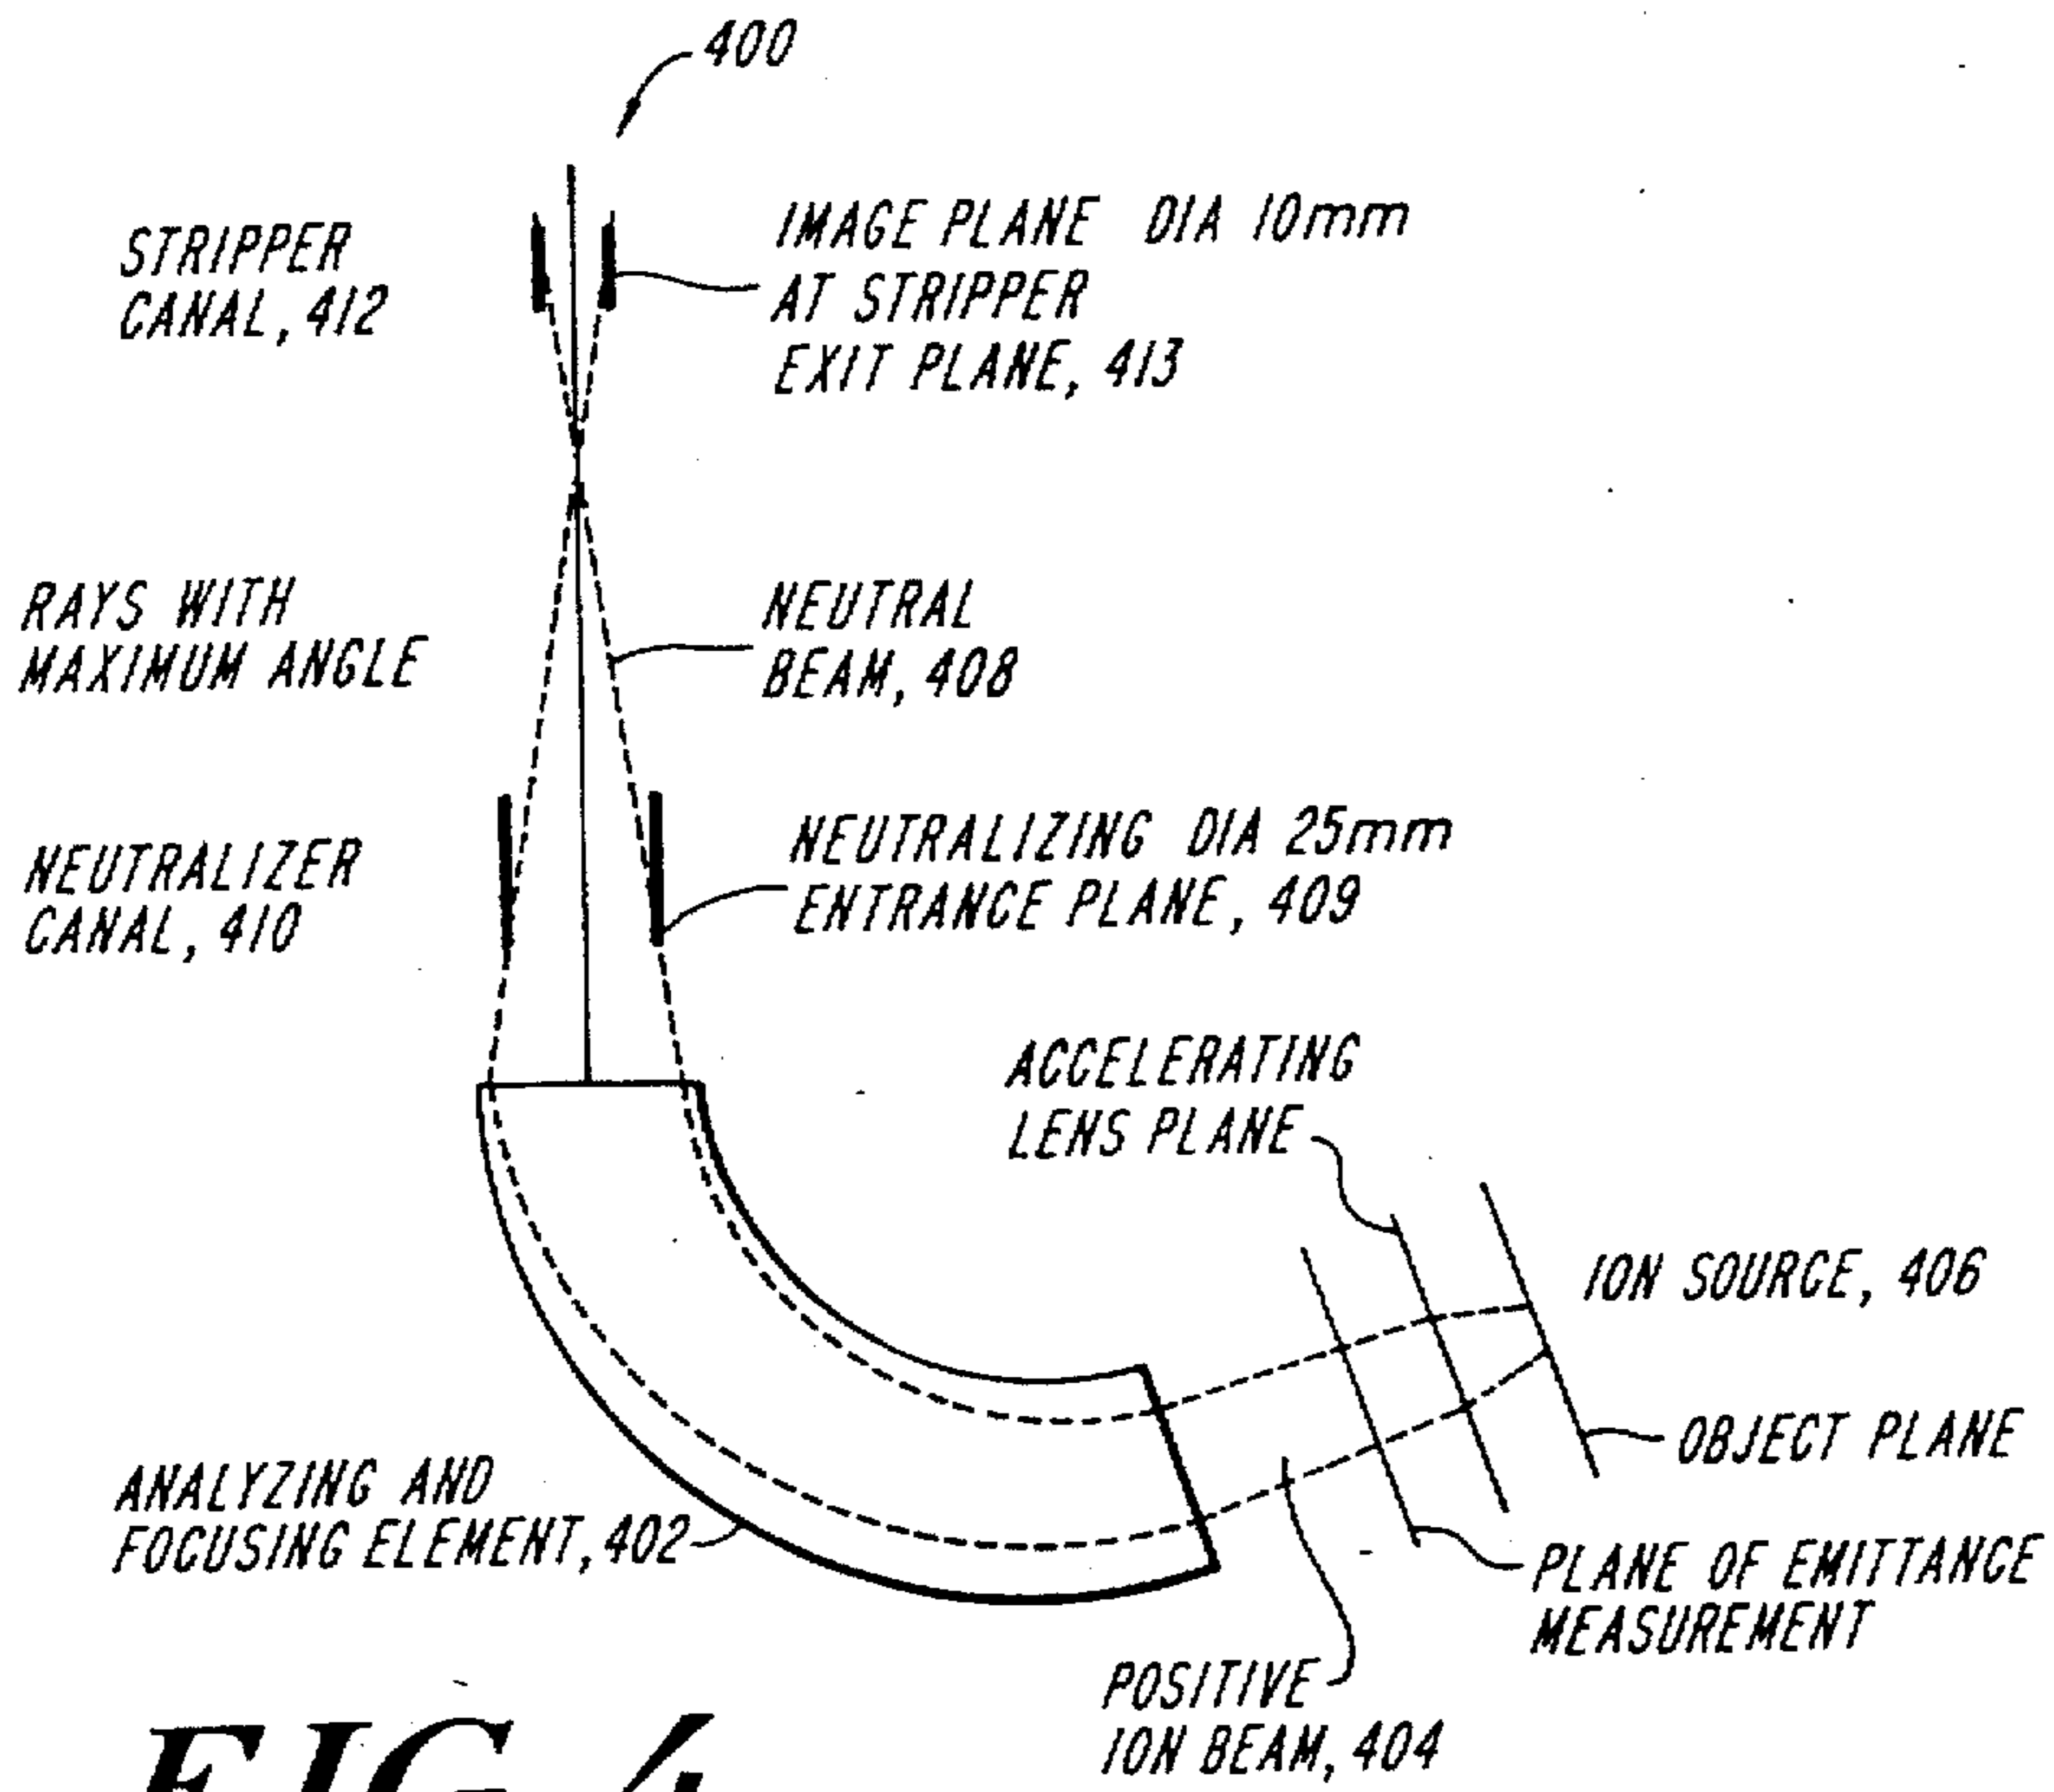 400
STRIPPER
CANAL, 412
IMAGE PLANE DIA 10mm
AT STRIPPER
EXIT PLANE, 413
RAYS WITH
MAXIMUM ANGLE
NEUTRAL
BEAM, 408
NEUTRALIZER
CANAL, 410
NEUTRALIZING DIA 25mm
ENTRANCE PLANE, 409
ACCELERATING
LENS PLANE
ION SOURCE, 406
OBJECT PLANE
ANALYZING AND
FOCUSING ELEMENT, 402
PLANE OF EMITTANCE
MEASUREMENT
POSITIVE
ION BEAM, 404
FIG. 4